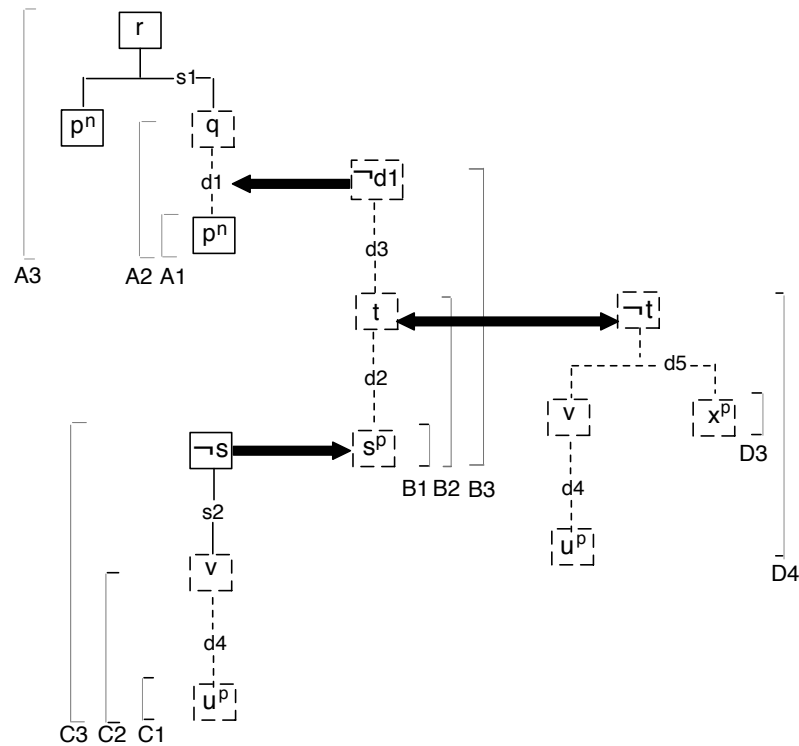 r
s1
pⁿ
q
d1
¬d1
pⁿ
d3
A3
A2
A1
t
¬t
d2
d5
v
xᵖ
¬s
sᵖ
D3
B1
B2
B3
d4
s2
uᵖ
v
D4
d4
uᵖ
C3
C2
C1